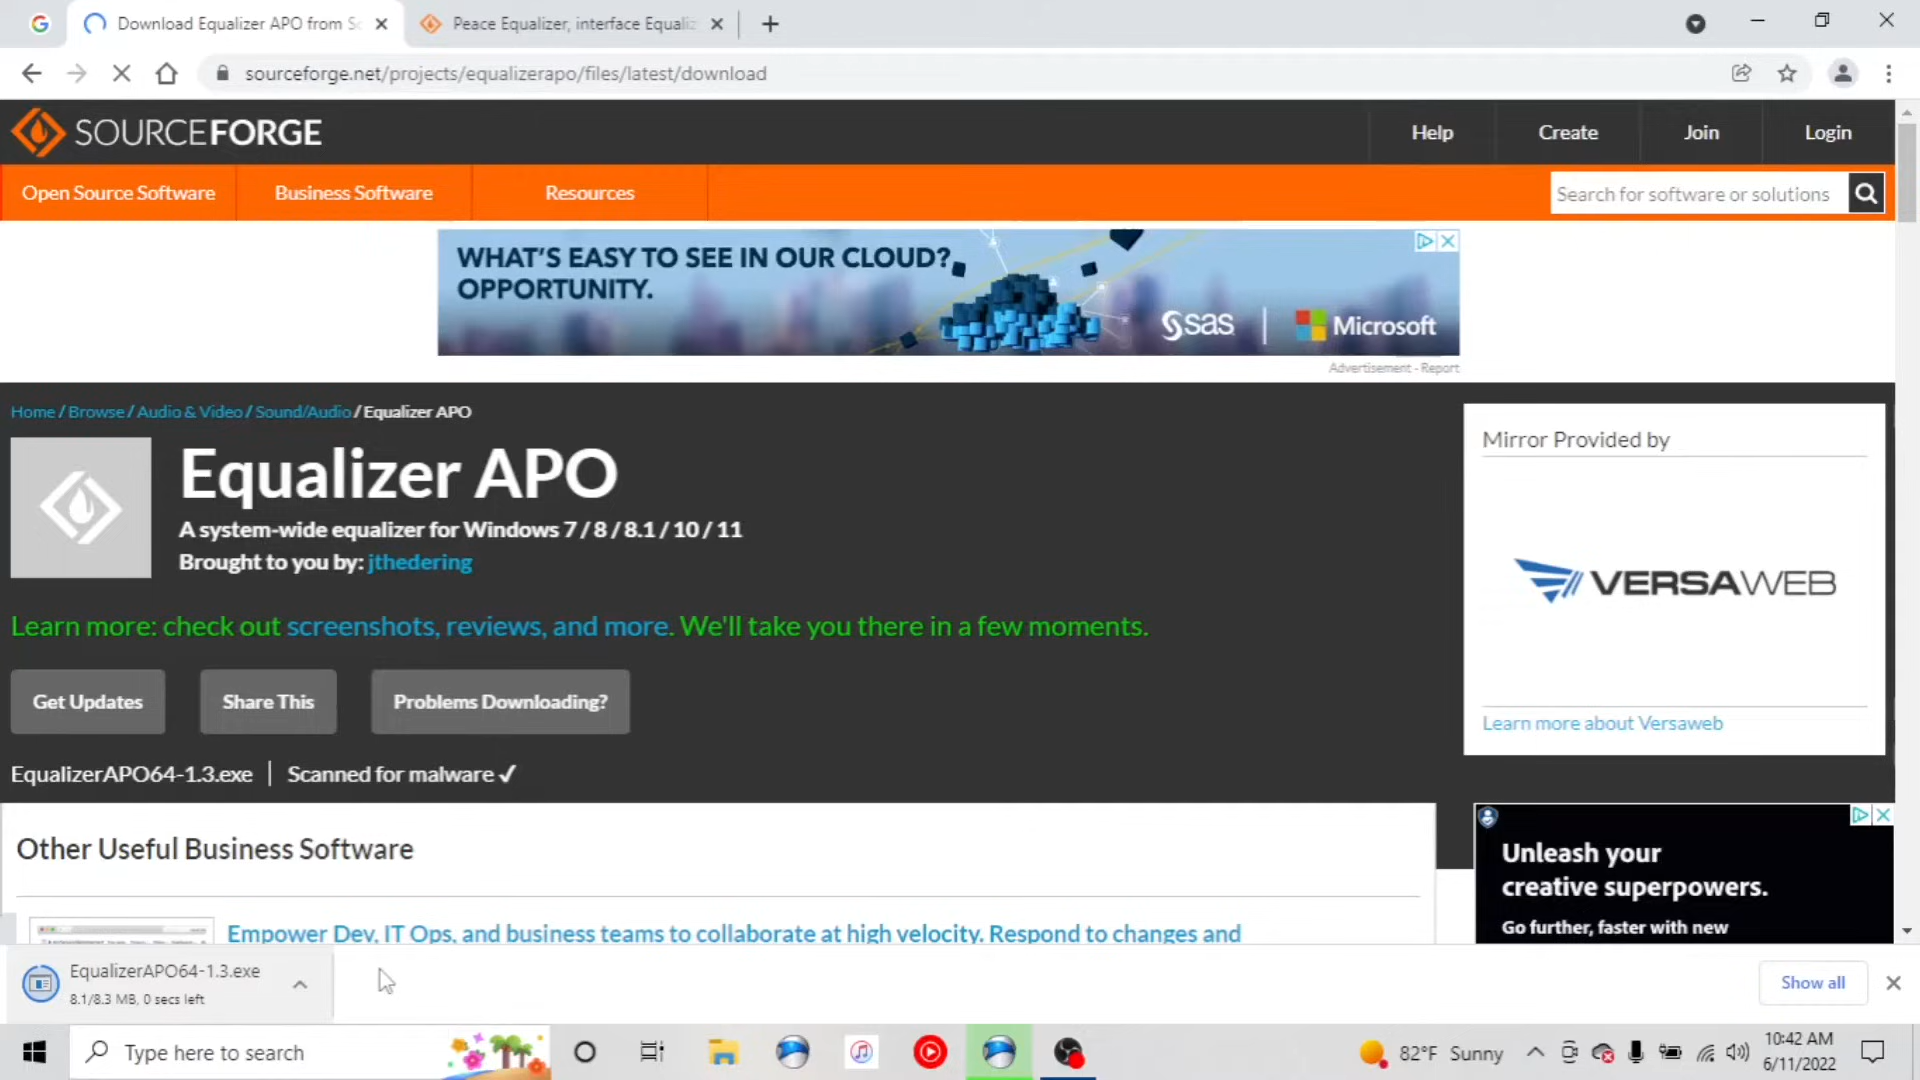 Download Equalizer APO from So
Peace Equalizer, interface Equaliz
sourceforge.net/projects/equalizerapo/files/latest/download
SOURCEFORGE
Help
Create
Join
Login
Open Source Software
Business Software
Resources
Search for software or solutions
WHAT'S EASY TO SEE IN OUR CLOUD?
OPPORTUNITY.
sas
Microsoft
Advertisement - Report
Home / Browse / Audio & Video / Sound/Audio / Equalizer APO
Equalizer APO
A system-wide equalizer for Windows 7 / 8 / 8.1 / 10 / 11
Brought to you by: jthedering
Mirror Provided by
VERSAWEB
Learn more about Versaweb
Learn more: check out screenshots, reviews, and more. We'll take you there in a few moments.
Get Updates
Share This
Problems Downloading?
EqualizerAPO64-1.3.exe | Scanned for malware ✓
Other Useful Business Software
Empower Dev, IT Ops, and business teams to collaborate at high velocity. Respond to changes and
Unleash your
creative superpowers.
Go further, faster with new
EqualizerAPO64-1.3.exe
8.1/8.3 MB, 0 secs left
Show all
Type here to search
82°F Sunny
10:42 AM
6/11/2022